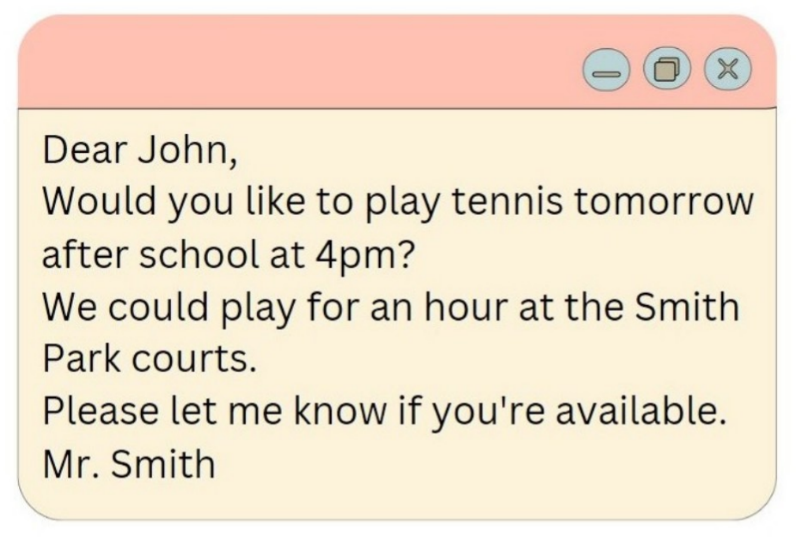 Dear John,
Would you like to play tennis tomorrow
after school at 4pm?
We could play for an hour at the Smith
Park courts.
Please let me know if you're available.
Mr. Smith